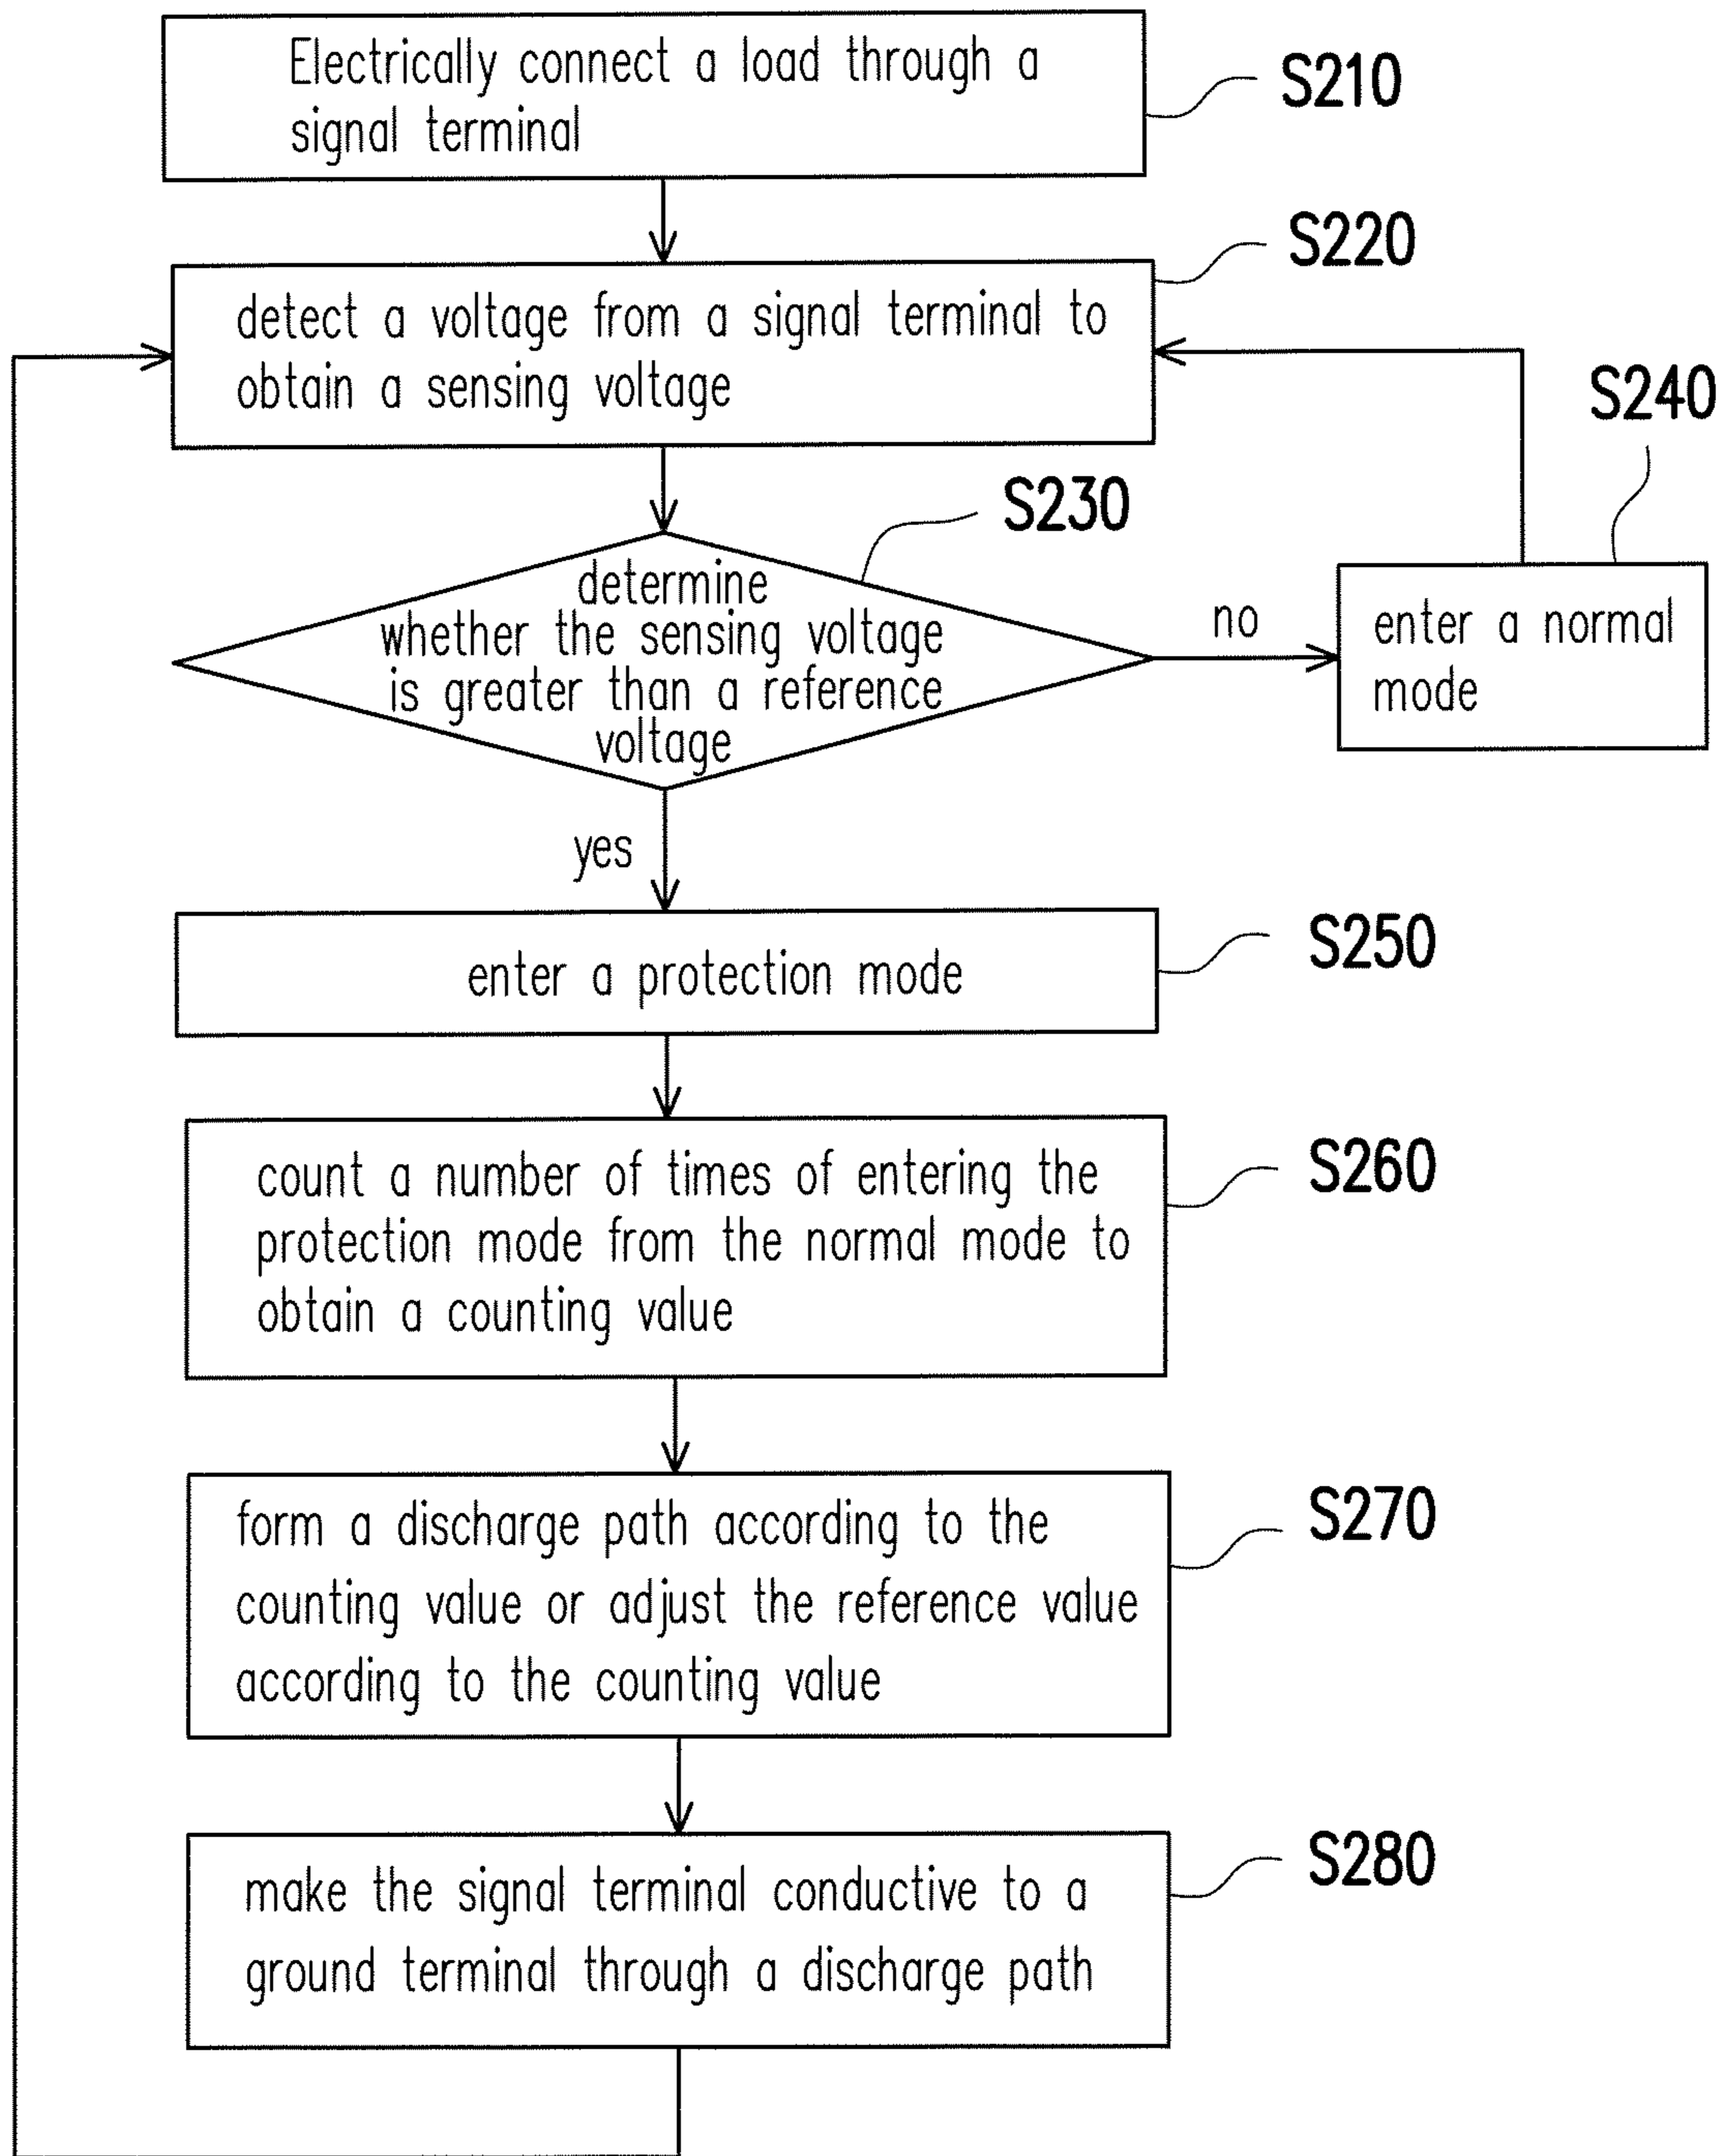 Electrically connect a load through a
signal terminal
S210
S220
detect a voltage from a signal terminal to
obtain a sensing voltage
S240
S230
determine
whether the sensing voltage
is greater than a reference
voltage
no
enter a normal
mode
yes
S250
enter a protection mode
S260
count a number of times of entering the
protection mode from the normal mode to
obtain a counting value
S270
form a discharge path according to the
counting value or adjust the reference value
according to the counting value
S280
make the signal terminal conductive to a
ground terminal through a discharge path